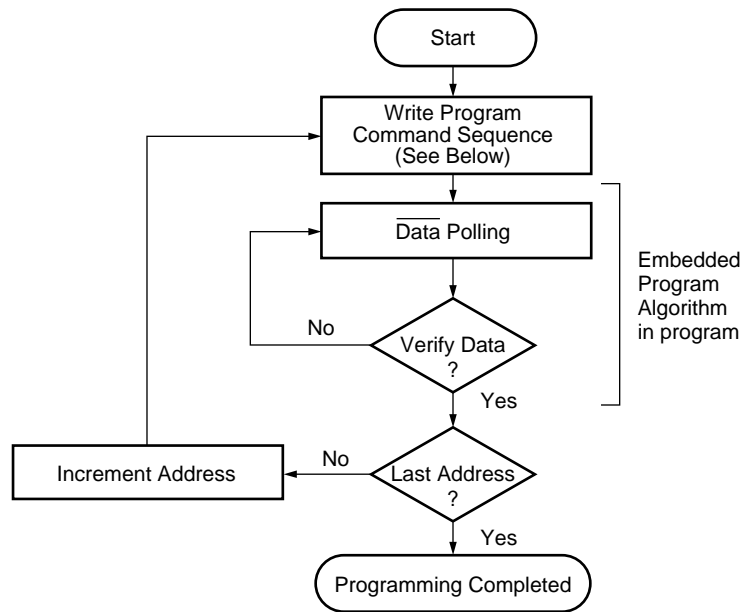 Start
Write Program
Command Sequence
(See Below)
Data Polling
Embedded
Program
Algorithm
in program
No
Verify Data
?
Yes
Increment Address
No
Last Address
?
Yes
Programming Completed